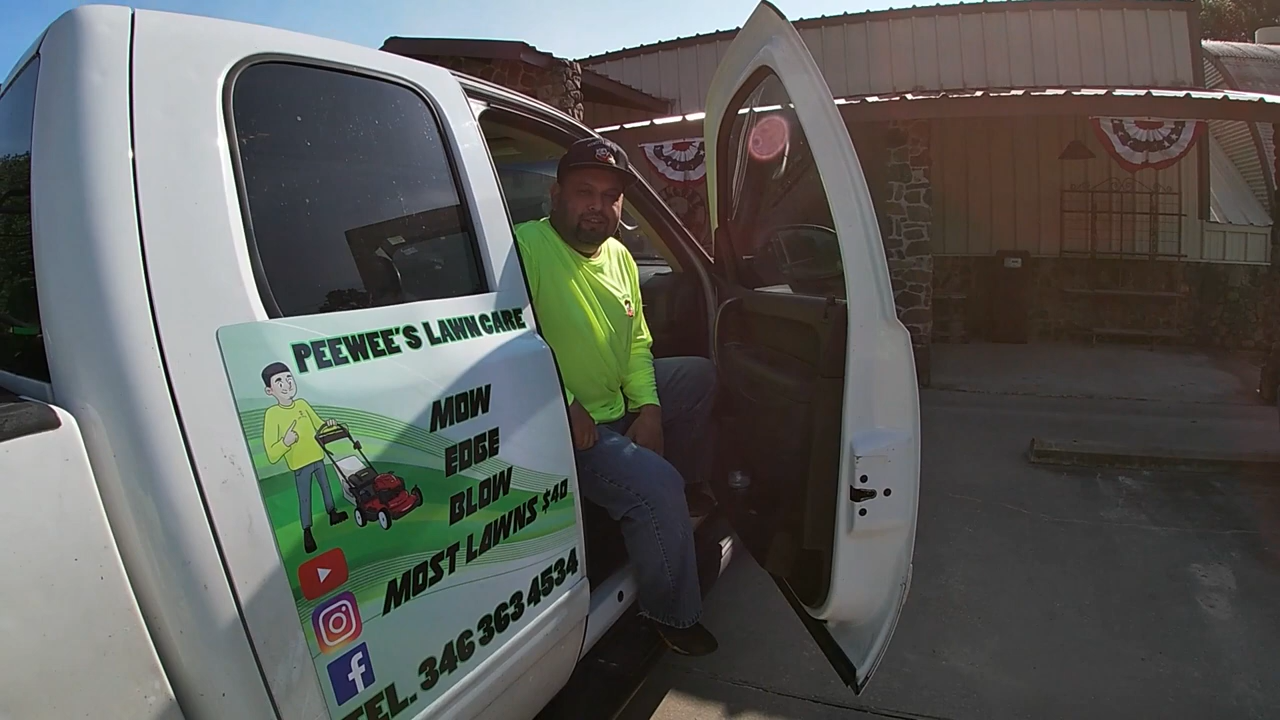 PEEWEE'S LAWN CARE
MOW
EDGE
BLOW
MOST LAWNS $40
TEL. 346 363 4534